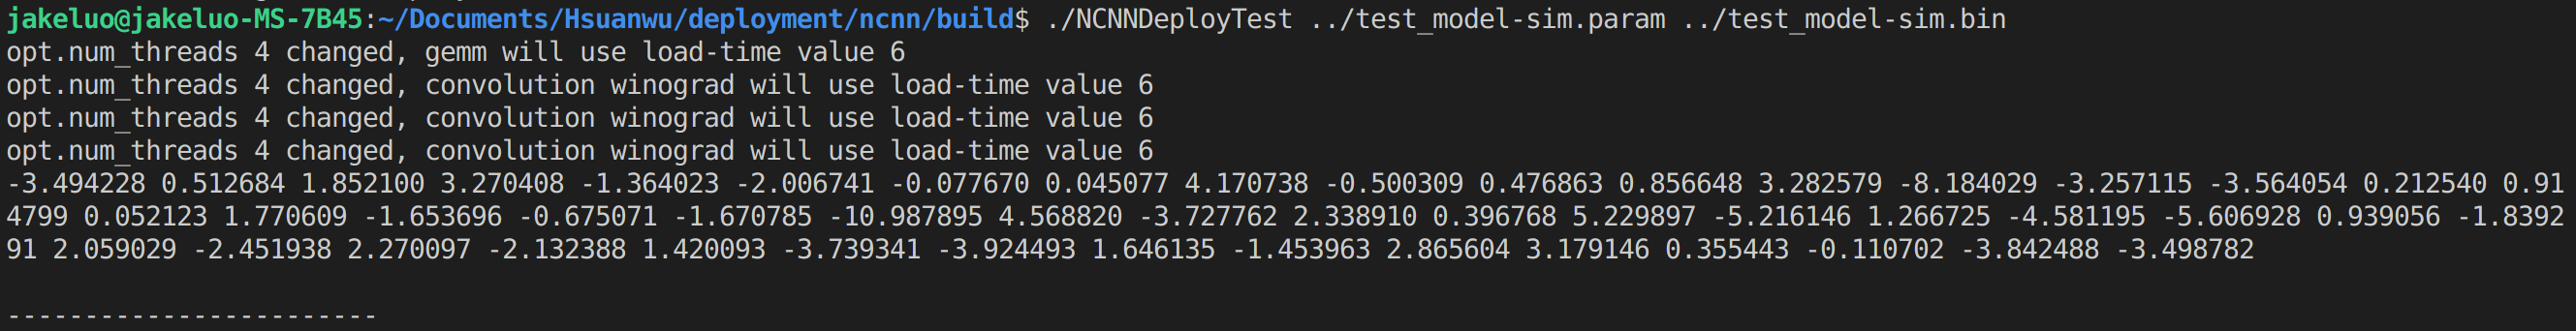 jakeluo@jakeluo-MS-7B45:~/Documents/Hsuanwu/deployment/ncnn/build$ ./NCNNDeployTest ../test_model-sim.param ../test_model-sim.bin
opt.num_threads 4 changed, gemm will use load-time value 6
opt.num_threads 4 changed, convolution winograd will use load-time value 6
opt.num_threads 4 changed, convolution winograd will use load-time value 6
opt.num_threads 4 changed, convolution winograd will use load-time value 6
-3.494228 0.512684 1.852100 3.270408 -1.364023 -2.006741 -0.077670 0.045077 4.170738 -0.500309 0.476863 0.856648 3.282579 -8.184029 -3.257115 -3.564054 0.212540 0.91
4799 0.052123 1.770609 -1.653696 -0.675071 -1.670785 -10.987895 4.568820 -3.727762 2.338910 0.396768 5.229897 -5.216146 1.266725 -4.581195 -5.606928 0.939056 -1.8392
91 2.059029 -2.451938 2.270097 -2.132388 1.420093 -3.739341 -3.924493 1.646135 -1.453963 2.865604 3.179146 0.355443 -0.110702 -3.842488 -3.498782
------------------------